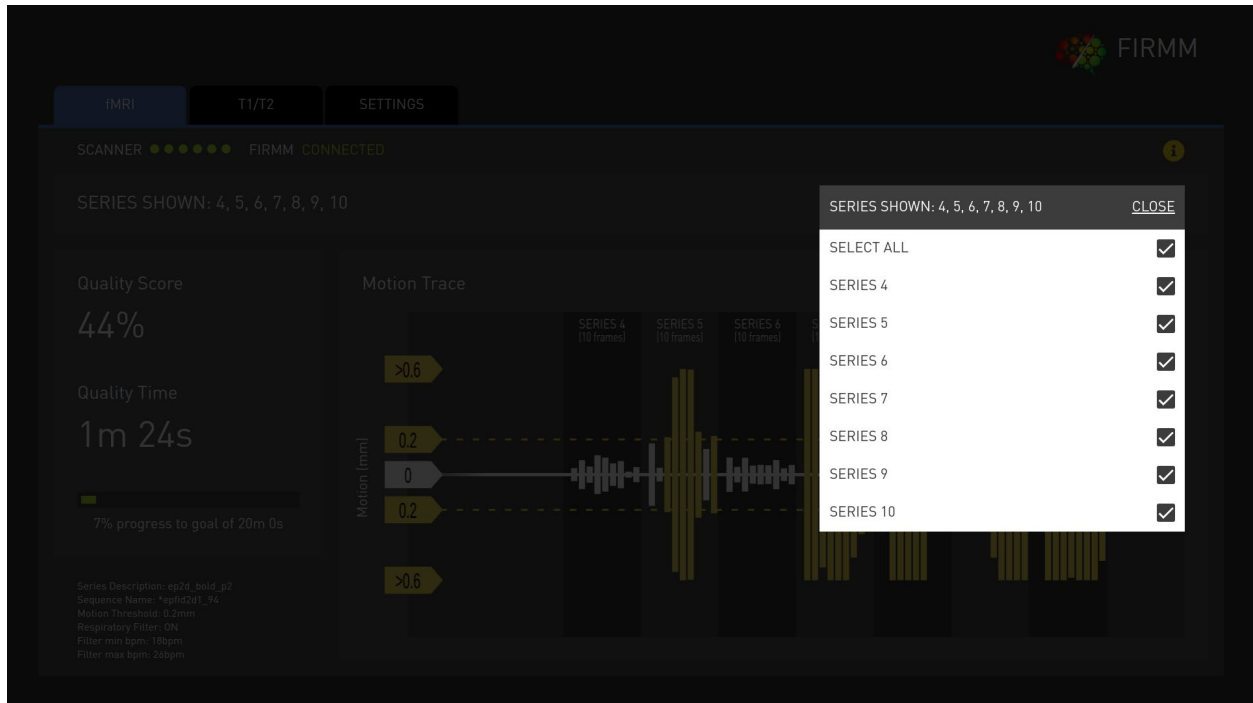 FIRMM
fMRI
T1/T2
SETTINGS
SCANNER
FIRMM CONNECTED
i
SERIES SHOWN: 4, 5, 6, 7, 8, 9, 10
SERIES SHOWN: 4, 5, 6, 7, 8, 9, 10
CLOSE
SELECT ALL
SERIES 4
SERIES 5
SERIES 6
SERIES 7
SERIES 8
SERIES 9
SERIES 10
Quality Score
44%
Quality Time
1m 24s
7% progress to goal of 20m 0s
Motion Trace
SERIES 4
[10 frames]
SERIES 5
[10 frames]
SERIES 6
[10 frames]
Motion [mm]
>0.6
0.2
0
0.2
>0.6
Series Description: ep2d_bold_p2
Sequence Name: *epfid2d1_94
Motion Threshold: 0.2mm
Respiratory Filter: ON
Filter min bpm: 18bpm
Filter max bpm: 26bpm